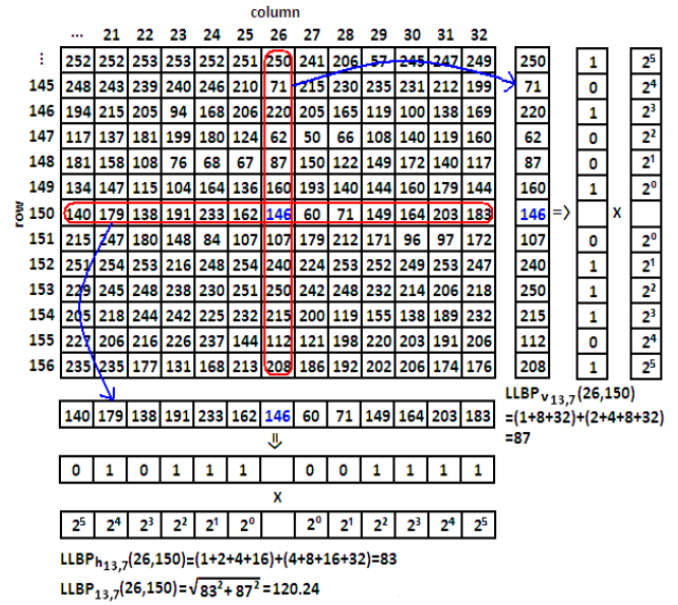 column
... 21 22 23 24 25 26 27 28 29 30 31 32
⋮ 252 252 253 253 252 251 250 241 206 57 245 247 249 250 1 2⁵
145 248 243 239 240 246 210 71 215 230 235 231 212 199 71 0 2⁴
146 194 215 205 94 168 206 220 205 165 119 100 138 169 220 1 2³
147 117 137 181 199 180 124 62 50 66 108 140 119 160 62 0 2²
148 181 158 108 76 68 67 87 150 122 149 172 140 117 87 0 2¹
149 134 147 115 104 164 136 160 193 140 144 160 179 144 160 1 2⁰
row
150 140 179 138 191 233 162 146 60 71 149 164 203 183 146 => X
151 215 247 180 148 84 107 107 179 212 171 96 97 172 107 0 2⁰
152 251 254 253 216 248 254 240 224 253 252 249 253 247 240 1 2¹
153 229 245 248 238 230 251 250 242 248 232 214 206 218 250 1 2²
154 205 218 244 242 225 232 215 200 119 155 138 189 232 215 1 2³
155 227 206 216 226 237 144 112 121 198 220 203 191 206 112 0 2⁴
156 235 235 177 131 168 213 208 186 192 202 206 174 176 208 1 2⁵
LLBPv13,7(26,150)
=(1+8+32)+(2+4+8+32)
=87
140 179 138 191 233 162 146 60 71 149 164 203 183
⇓
0 1 0 1 1 1 0 0 1 1 1 1
X
2⁵ 2⁴ 2³ 2² 2¹ 2⁰ 2⁰ 2¹ 2² 2³ 2⁴ 2⁵
LLBPh13,7(26,150)=(1+2+4+16)+(4+8+16+32)=83
LLBP13,7(26,150)=√83²+87²=120.24